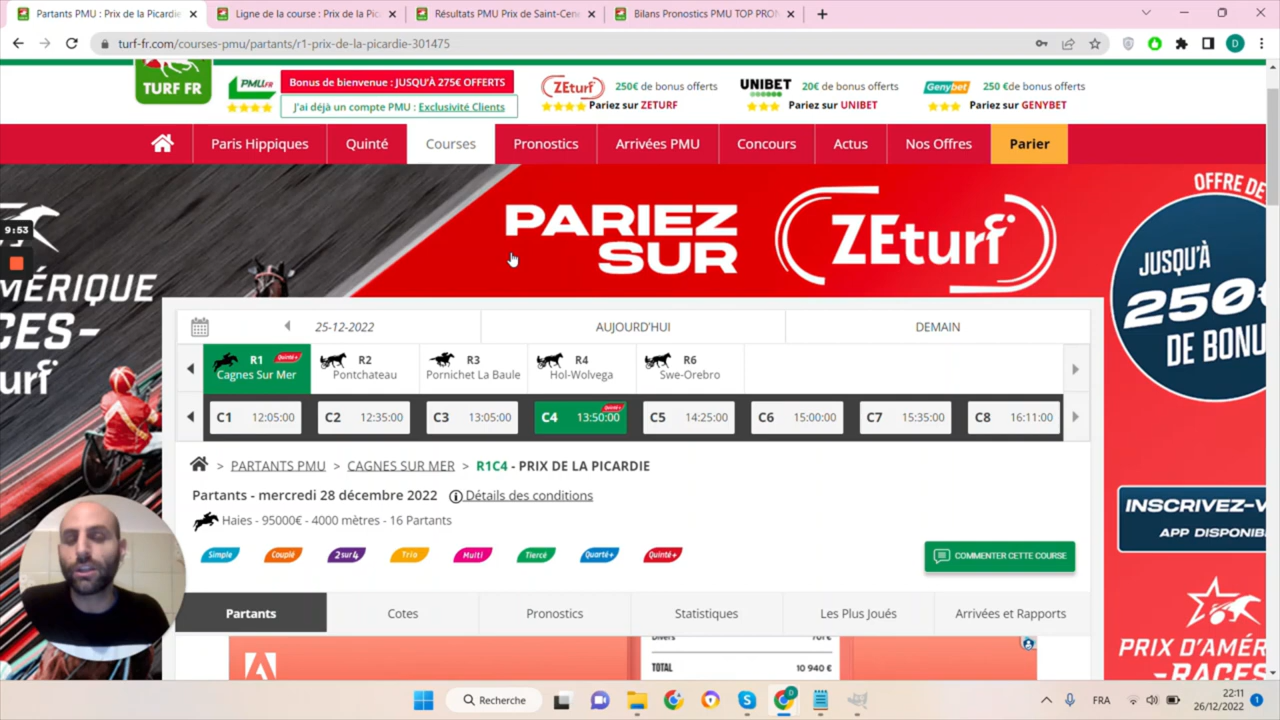 Partants PMU : Prix de la Picardie
Ligne de la course : Prix de la Pic
Résultats PMU Prix de Saint-Cene
Bilans Pronostics PMU TOP PRON
turf-fr.com/courses-pmu/partants/r1-prix-de-la-picardie-301475
D
TURF FR
PMU.FR
Bonus de bienvenue : JUSQU'À 275€ OFFERTS
J'ai déjà un compte PMU : Exclusivité Clients
ZEturf 250€ de bonus offerts
Pariez sur ZETURF
UNIBET 20€ de bonus offerts
Pariez sur UNIBET
Genybet 250 € de bonus offerts
Pariez sur GENYBET
Paris Hippiques Quinté Courses Pronostics Arrivées PMU Concours Actus Nos Offres Parier
OFFRE DE
PARIEZ
SUR
ZEturf
JUSQU'À
250€
DE BONU
9:53
MÉRIQUE
CES-
urf
25-12-2022 AUJOURD'HUI DEMAIN
R1 Quinté+
Cagnes Sur Mer
R2
Pontchateau
R3
Pornichet La Baule
R4
Hol-Wolvega
R6
Swe-Orebro
C1 12:05:00 C2 12:35:00 C3 13:05:00 C4 13:50:00 C5 14:25:00 C6 15:00:00 C7 15:35:00 C8 16:11:00
> PARTANTS PMU > CAGNES SUR MER > R1C4 - PRIX DE LA PICARDIE
Partants - mercredi 28 décembre 2022 Détails des conditions
Haies - 95000€ - 4000 mètres - 16 Partants
Simple Couplé 2sur4 Trio Multi Tiercé Quarté+ Quinté+
COMMENTER CETTE COURSE
INSCRIVEZ-V
APP DISPONIB
Partants Cotes Pronostics Statistiques Les Plus Joués Arrivées et Rapports
PRIX D'AMÉR
-RACES-
Divers 701 €
TOTAL 10 940 €
Recherche
FRA
22:11
26/12/2022
1